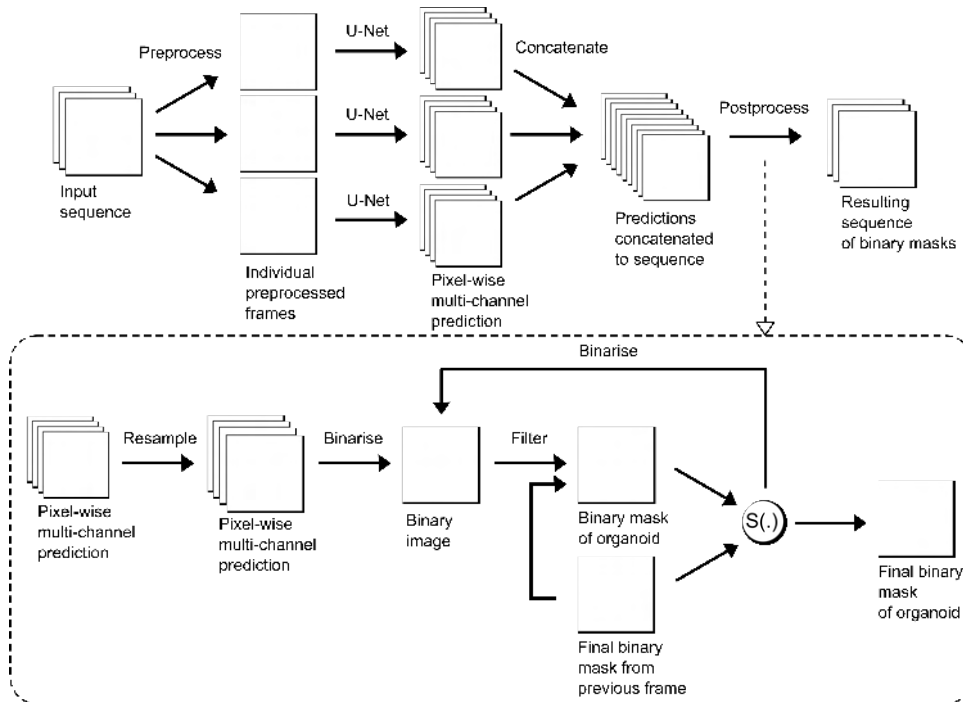 Preprocess
U-Net
Concatenate
U-Net
Postprocess
U-Net
Input
sequence
Individual
preprocessed
frames
Pixel-wise
multi-channel
prediction
Predictions
concatenated
to sequence
Resulting
sequence
of binary masks
Binarise
Resample
Binarise
Filter
Pixel-wise
multi-channel
prediction
Pixel-wise
multi-channel
prediction
Binary
image
Binary mask
of organoid
S(.)
Final binary
mask from
previous frame
Final binary
mask
of organoid